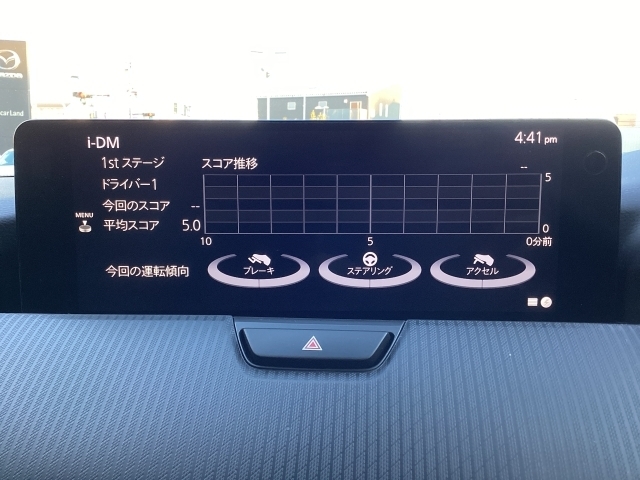 mazda
car Land
i-DM
4:41 pm
1st ステージ
スコア推移
--
ドライバー1
5
今回のスコア --
MENU
平均スコア 5.0
0
10 5 0分前
今回の運転傾向
ブレーキ ステアリング アクセル